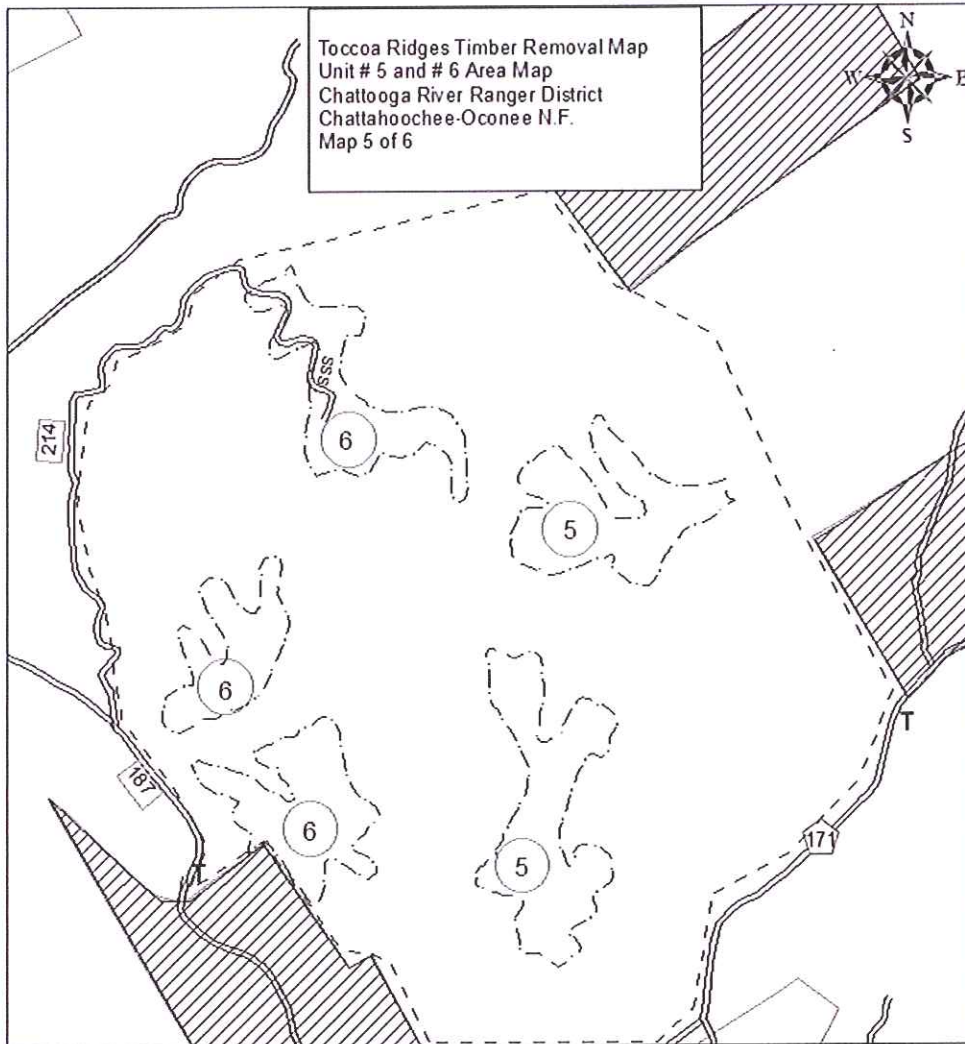 Toccoa Ridges Timber Removal Map
Unit # 5 and # 6 Area Map
Chattooga River Ranger District
Chattahoochee-Oconee N.F.
Map 5 of 6
N
W
E
S
SSS
214
6
5
6
187
T
171
6
5
T